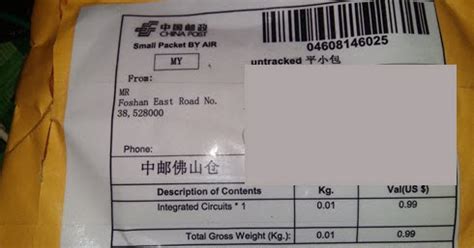 中国邮政
CHINA POST
Small Packet BY AIR
04608146025
MY
untracked 平小包
From:
MR
Foshan East Road No.
38,528000
Phone:
中邮佛山仓
Description of Contents Kg. Val(US $)
Integrated Circuits * 1 0.01 0.99
Total Gross Weight (Kg.): 0.01 0.99